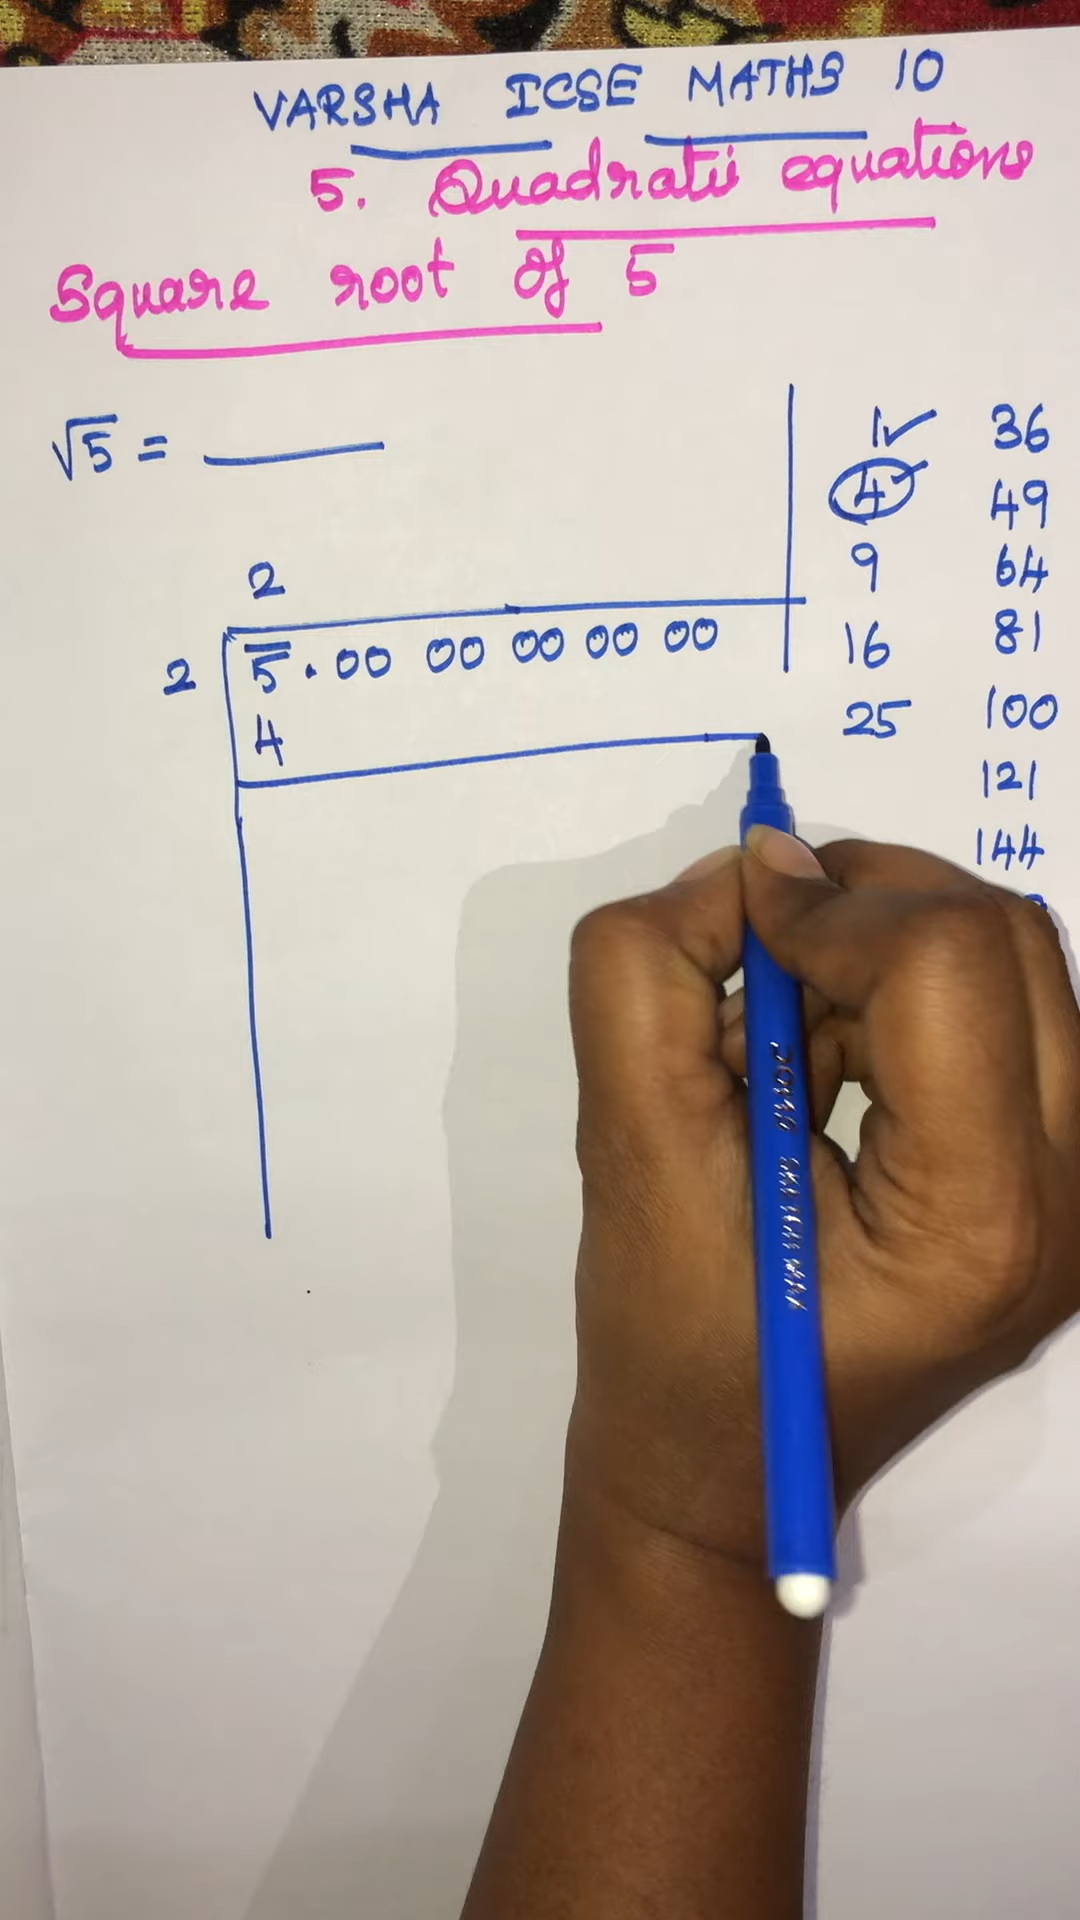 VARSHA ICSE MATHS 10
5. Quadratic equations
Square root of 5
√5 = ______
2
2 5.00 00 00 00 00
4
1 36
4 49
9 64
16 81
25 100
121
144